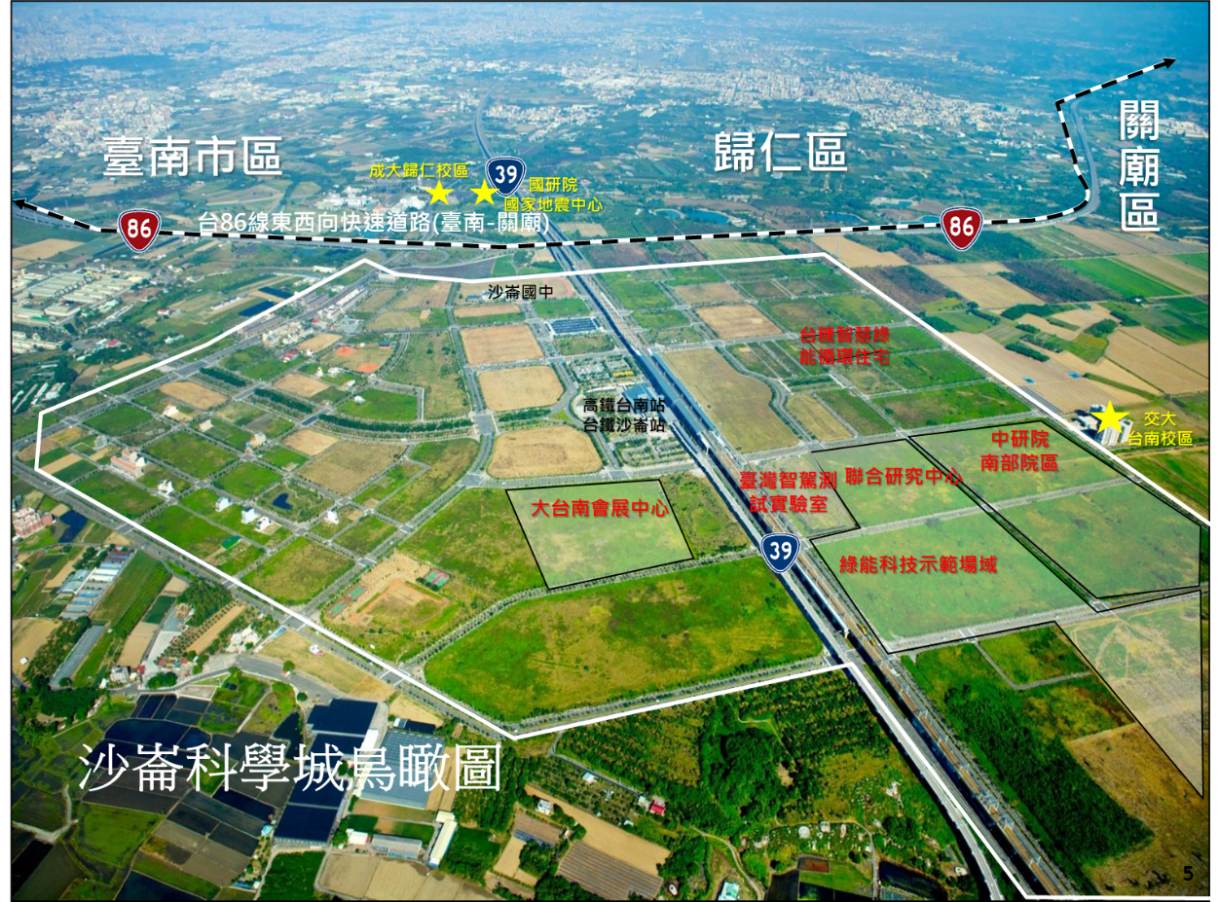 臺南市區
歸仁區
關廟區
成大歸仁校區
39
國研院
國家地震中心
86
台86線東西向快速道路(臺南-關廟)
86
沙崙國中
台糖智慧綠
能循環住宅
高鐵台南站
台鐵沙崙站
交大
台南校區
中研院
南部院區
大台南會展中心
臺灣智駕測
試實驗室
聯合研究中心
39
綠能科技示範場域
沙崙科學城鳥瞰圖
5